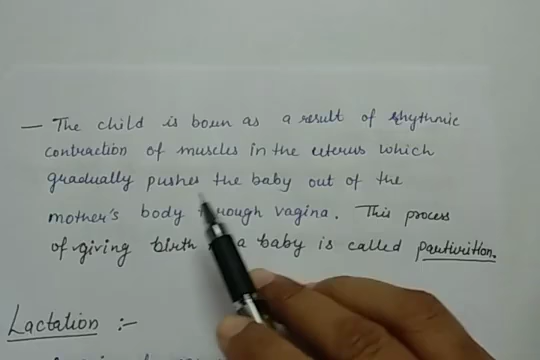 — The child is born as a result of rhythmic
contraction of muscles in the uterus which
gradually pushes the baby out of the
mother's body through vagina. This process
of giving birth a baby is called parturition.
Lactation :-